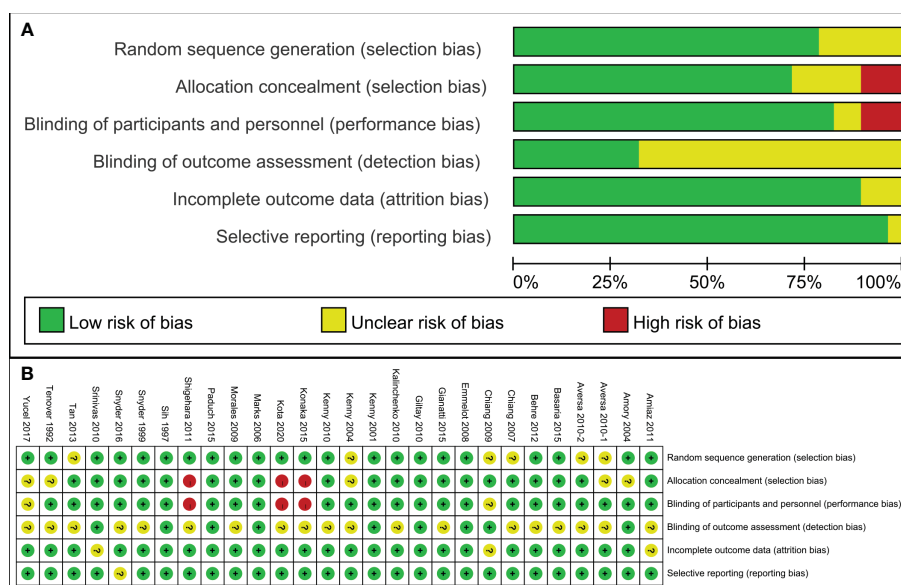 A
Random sequence generation (selection bias)
Allocation concealment (selection bias)
Blinding of participants and personnel (performance bias)
Blinding of outcome assessment (detection bias)
Incomplete outcome data (attrition bias)
Selective reporting (reporting bias)
0% 25% 50% 75% 100%
Low risk of bias Unclear risk of bias High risk of bias
B
Yucel 2017
Tenover 1992
Tan 2013
Srinivas 2010
Snyder 2016
Snyder 1999
Sih 1997
Shigehara 2011
Paduch 2015
Morales 2009
Marks 2006
Kota 2020
Konaka 2015
Kenny 2010
Kenny 2004
Kenny 2001
Kalinchenko 2010
Giltay 2010
Gianatti 2015
Emmelot 2008
Chiang 2009
Chiang 2007
Behre 2012
Basaria 2015
Aversa 2010-2
Aversa 2010-1
Amory 2004
Amiaz 2011
+ + ? + + + + + + + + + + + ? + + + + + ? ? + + ? ? + + Random sequence generation (selection bias)
? ? + + + + + - + + + - - + ? + + + + + + + + + + ? ? + Allocation concealment (selection bias)
? + + + + + + - + + + - - + + + + + + + ? + + + + + + + Blinding of participants and personnel (performance bias)
? ? ? + ? ? + ? + ? + ? ? ? ? + ? + ? + + ? ? ? ? ? + ? Blinding of outcome assessment (detection bias)
+ + + ? + + + + + + + + + + + + + + + + ? + + + + + + ? Incomplete outcome data (attrition bias)
+ + + + ? + + + + + + + + + + + + + + + + + + + + + + + Selective reporting (reporting bias)